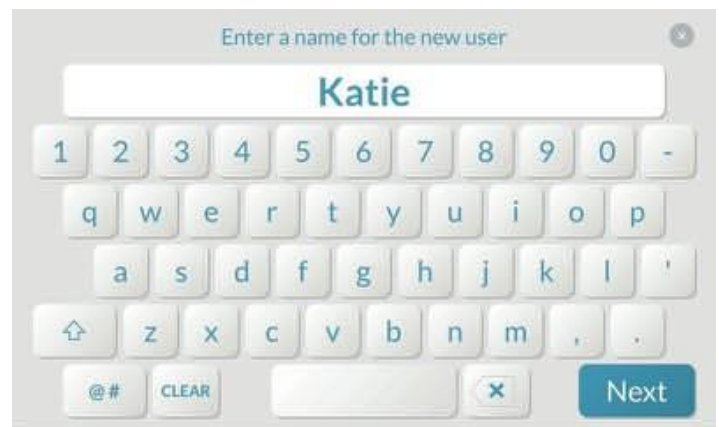 Enter a name for the new user
Katie
1 2 3 4 5 6 7 8 9 0 -
q w e r t y u i o p
a s d f g h j k l '
z x c v b n m , .
@# CLEAR Next